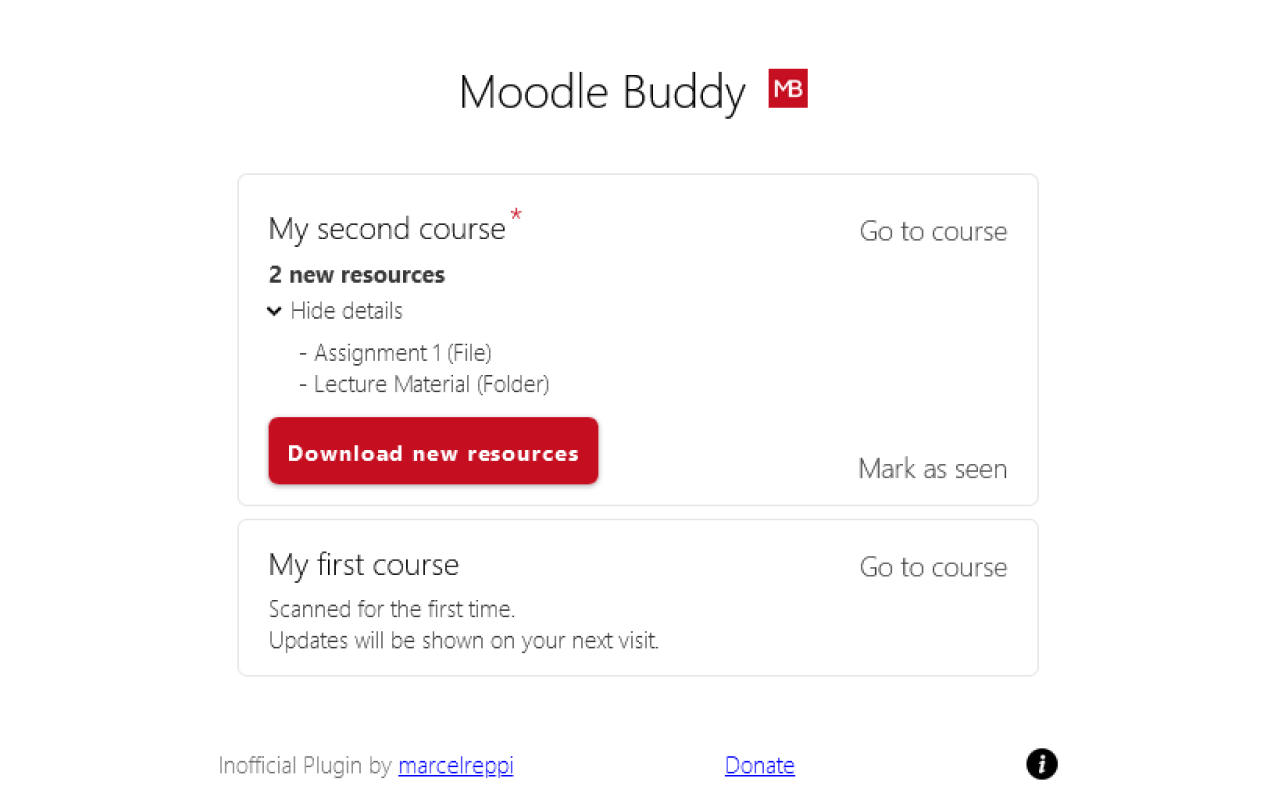 Moodle Buddy MB
My second course*
Go to course
2 new resources
Hide details
- Assignment 1 (File)
- Lecture Material (Folder)
Download new resources
Mark as seen
My first course
Go to course
Scanned for the first time.
Updates will be shown on your next visit.
Inofficial Plugin by marcelreppi
Donate
i